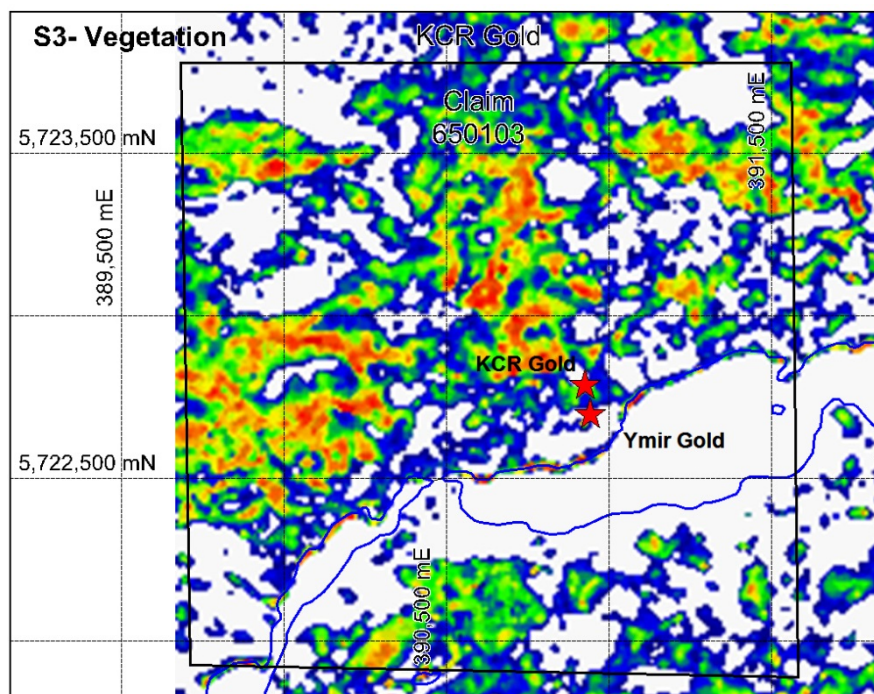 S3- Vegetation
KCR Gold
Claim
650103
5,723,500 mN
391,500 mE
389,500 mE
KCR Gold
Ymir Gold
5,722,500 mN
390,500 mE